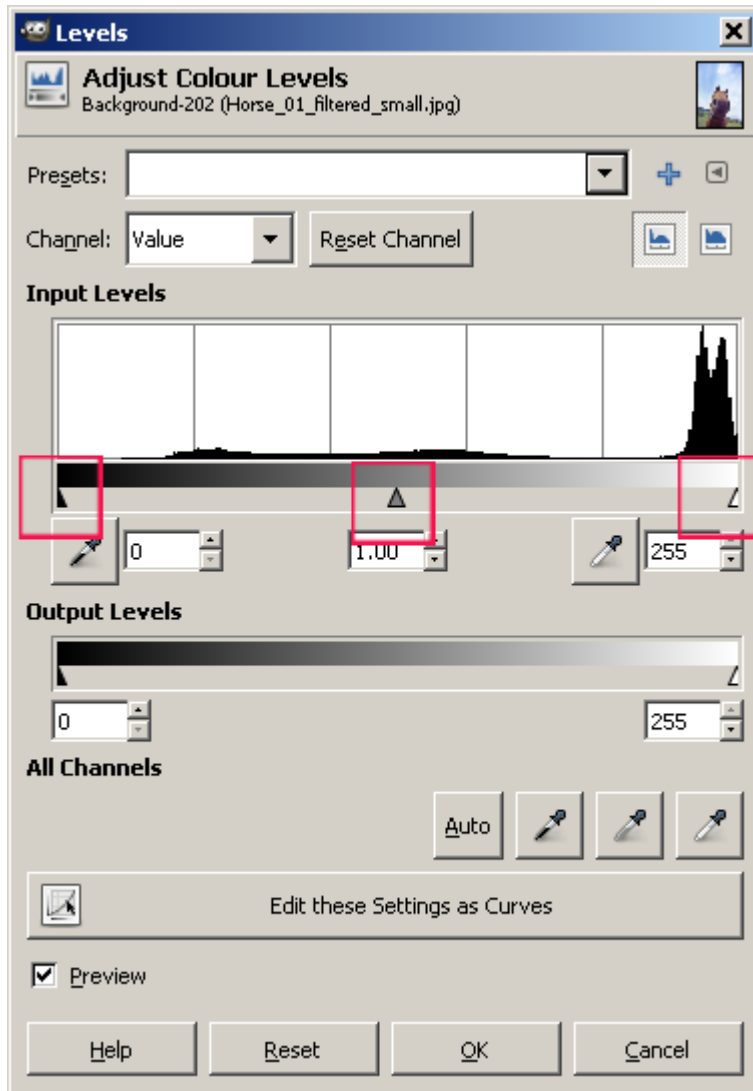 Levels
Adjust Colour Levels
Background-202 (Horse_01_filtered_small.jpg)
Presets:
Channel: Value Reset Channel
Input Levels
0 1.00 255
Output Levels
0 255
All Channels
Auto
Edit these Settings as Curves
Preview
Help Reset OK Cancel